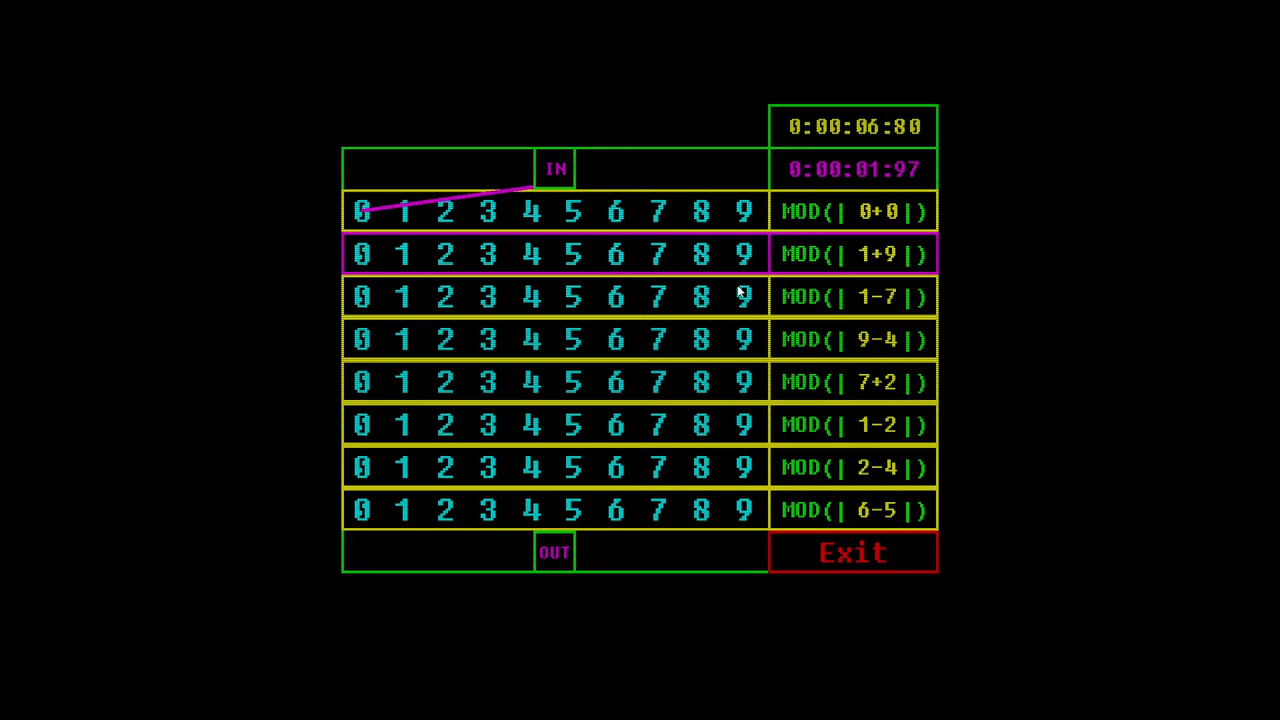 0:00:06:80
IN 0:00:01:97
0 1 2 3 4 5 6 7 8 9 MOD(| 0+0 |)
0 1 2 3 4 5 6 7 8 9 MOD(| 1+9 |)
0 1 2 3 4 5 6 7 8 9 MOD(| 1-7 |)
0 1 2 3 4 5 6 7 8 9 MOD(| 9-4 |)
0 1 2 3 4 5 6 7 8 9 MOD(| 7+2 |)
0 1 2 3 4 5 6 7 8 9 MOD(| 1-2 |)
0 1 2 3 4 5 6 7 8 9 MOD(| 2-4 |)
0 1 2 3 4 5 6 7 8 9 MOD(| 6-5 |)
OUT Exit